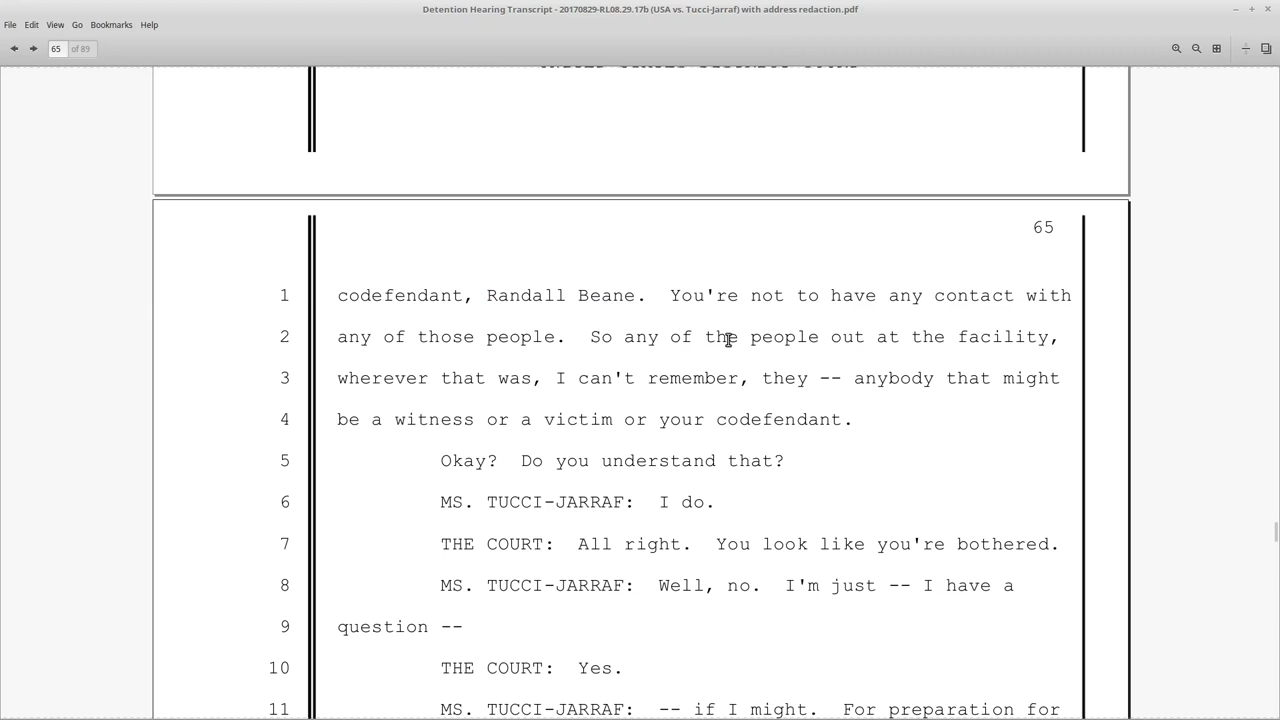 Detention Hearing Transcript - 20170829-RL08.29.17b (USA vs. Tucci-Jarraf) with address redaction.pdf
File Edit View Go Bookmarks Help
65 of 89
65
1 codefendant, Randall Beane. You're not to have any contact with
2 any of those people. So any of the people out at the facility,
3 wherever that was, I can't remember, they -- anybody that might
4 be a witness or a victim or your codefendant.
5 Okay? Do you understand that?
6 MS. TUCCI-JARRAF: I do.
7 THE COURT: All right. You look like you're bothered.
8 MS. TUCCI-JARRAF: Well, no. I'm just -- I have a
9 question --
10 THE COURT: Yes.
11 MS. TUCCI-JARRAF: -- if I might. For preparation for